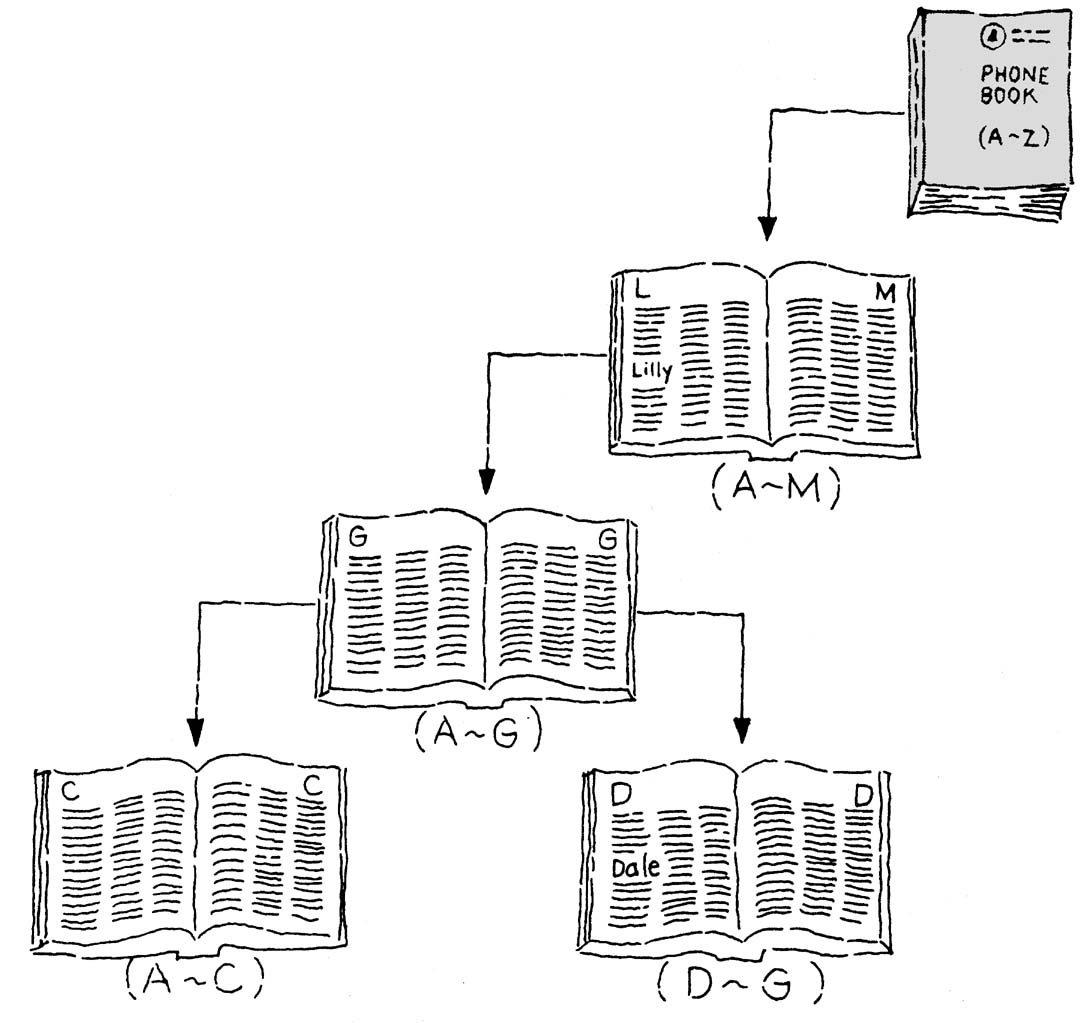 PHONE
BOOK
(A~Z)
L
M
Lilly
(A~M)
G
G
(A~G)
C
C
(A~C)
D
D
Dale
(D~G)